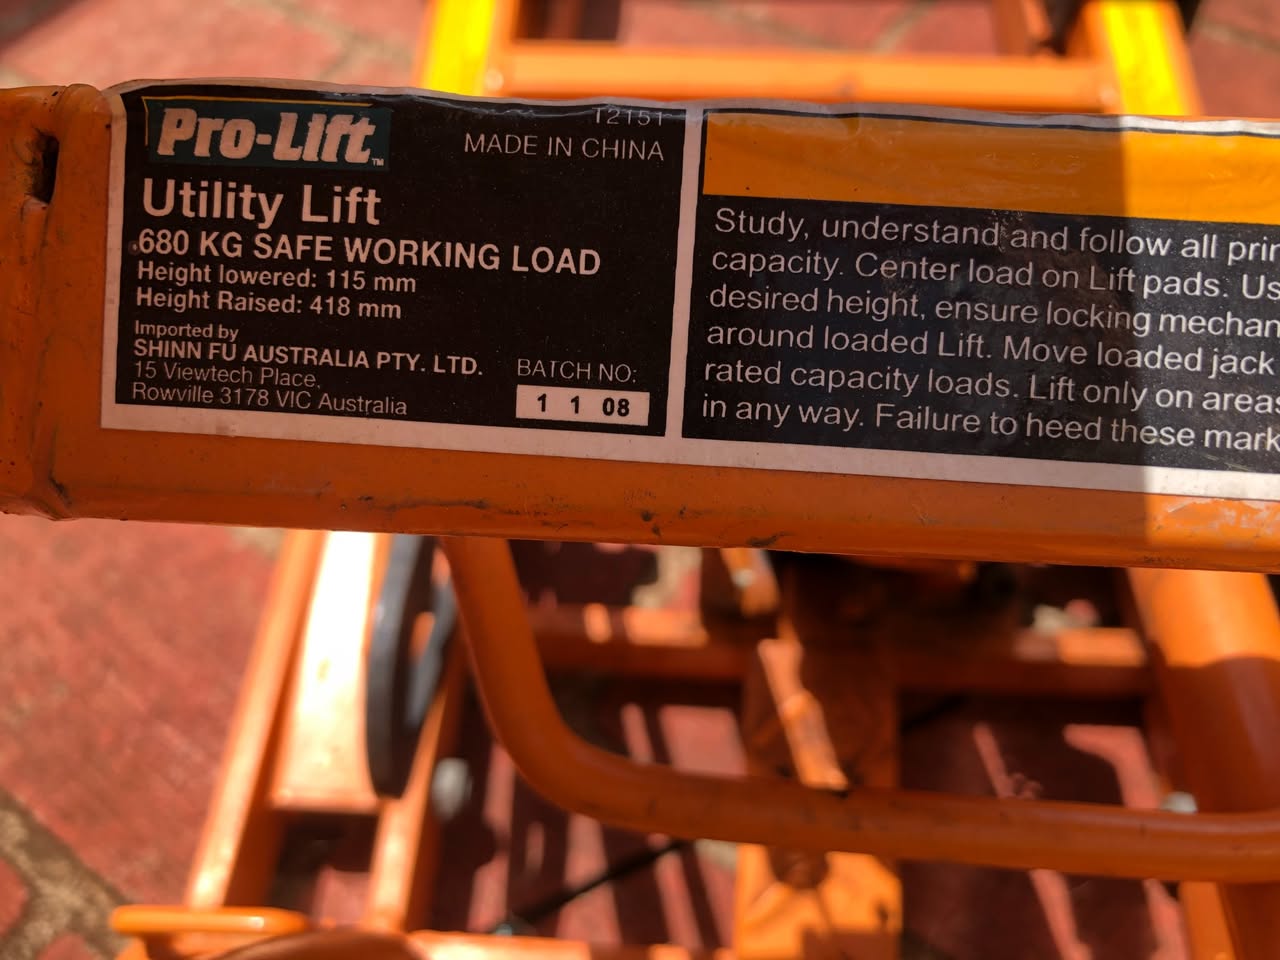 Pro-Lift™
T2151
MADE IN CHINA
Utility Lift
680 KG SAFE WORKING LOAD
Height lowered: 115 mm
Height Raised: 418 mm
Imported by
SHINN FU AUSTRALIA PTY. LTD.
15 Viewtech Place,
Rowville 3178 VIC Australia
BATCH NO:
1 1 08
Study, understand and follow all
capacity. Center load on Lift pads.
desired height, ensure locking
around loaded Lift. Move loaded jack
rated capacity loads. Lift only on
in any way. Failure to heed these